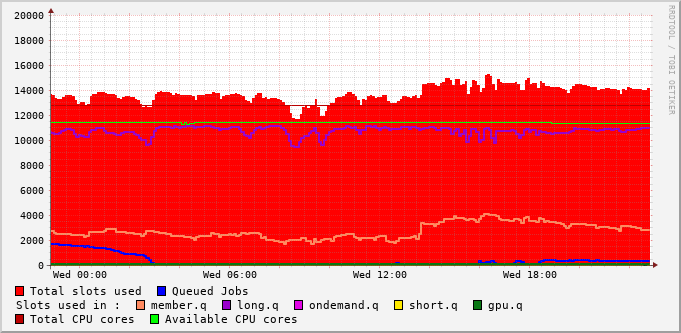 20000
18000
16000
14000
12000
10000
8000
6000
4000
2000
0
Wed 00:00 Wed 06:00 Wed 12:00 Wed 18:00
RRDTOOL / TOBI OETIKER
Total slots used Queued Jobs
Slots used in : member.q long.q ondemand.q short.q gpu.q
Total CPU cores Available CPU cores